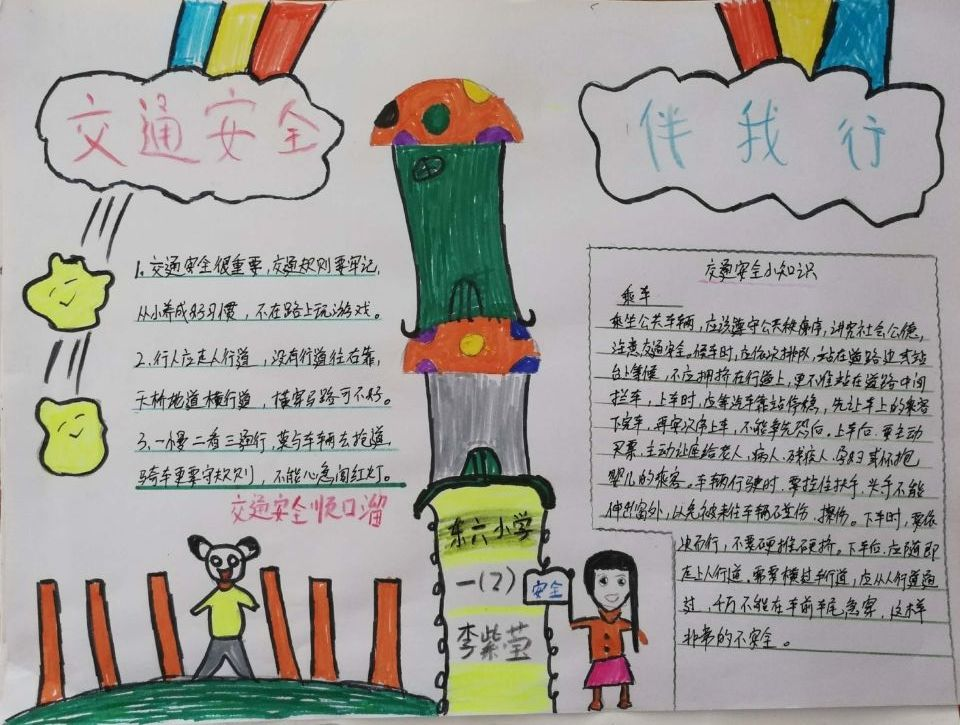 交通安全
伴我行
1.交通安全很重要,交通规则要牢记,
从小养成好习惯,不在路上玩游戏。
2.行人应走人行道,没有行道往右靠,
天桥地道横行道,横穿马路可不好。
3.一慢二看三通行,莫与车辆去抢道,
骑车更要守规则,不能心急闯红灯。
交通安全顺口溜
东六小学
一(2)
李紫莹
安全
交通安全小知识
乘车
乘坐公共车辆,应该遵守公共秩序,讲究社会公德,
注意交通安全。候车时,应依次排队,站在道路边或站
台上等候,不应拥挤在行道上,更不准站在道路中间
拦车。上车时,应等汽车靠站停稳,先让车上的乘客
下完车,再按次序上车,不能争先恐后。上车后,要主动
买票,主动让座给老人、病人、残疾人、孕妇或怀抱
婴儿的乘客。车辆行驶时,要拉住扶手,头手不能
伸出窗外,以免被来往车辆碰伤、擦伤。下车时,要依
次而行,不要硬推硬挤。下车后,应随即
走上人行道。需要横过车行道,应从人行道通
过,千万不能在车前车尾急穿,这样
非常的不安全。